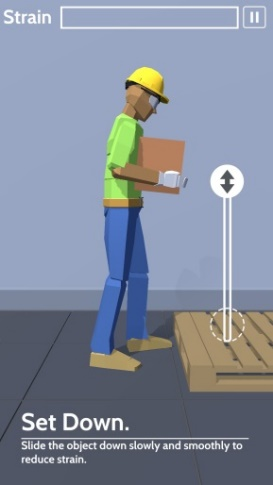 Strain
Set Down.
Slide the object down slowly and smoothly to
reduce strain.